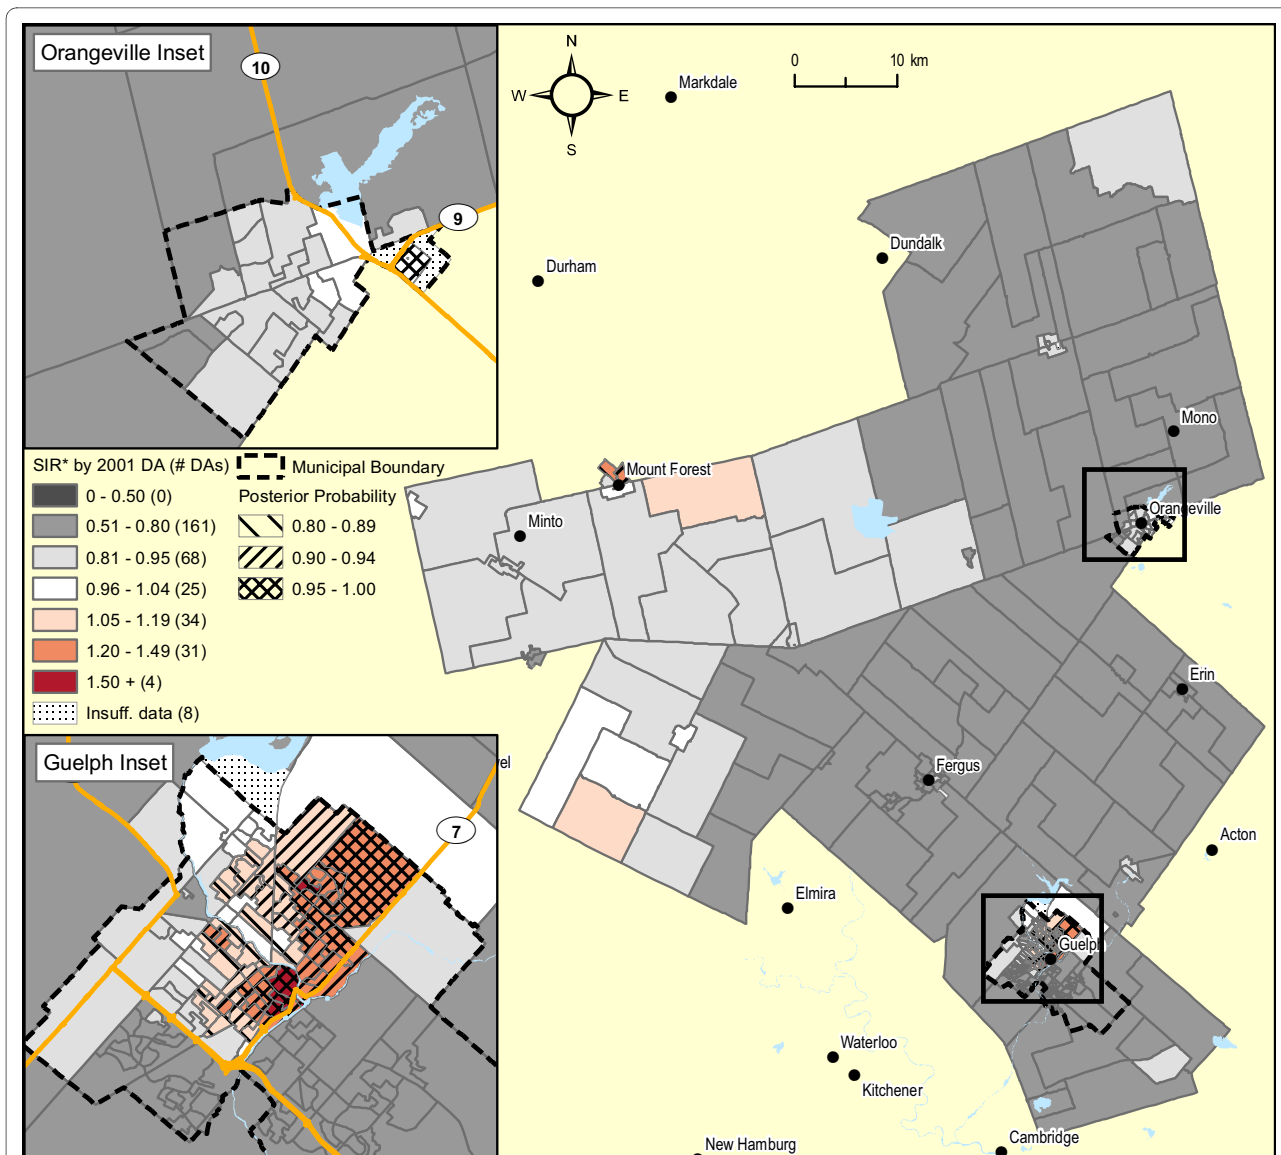 Orangeville Inset
10
9
N
W E
S
0 10 km
Markdale
Durham
Dundalk
Mono
Mount Forest
Minto
Orangeville
SIR* by 2001 DA (# DAs)
0 - 0.50 (0)
0.51 - 0.80 (161)
0.81 - 0.95 (68)
0.96 - 1.04 (25)
1.05 - 1.19 (34)
1.20 - 1.49 (31)
1.50 + (4)
Insuff. data (8)
Municipal Boundary
Posterior Probability
0.80 - 0.89
0.90 - 0.94
0.95 - 1.00
Erin
Fergus
Acton
Elmira
Guelph
Waterloo
Kitchener
Cambridge
New Hamburg
Guelph Inset
7
el